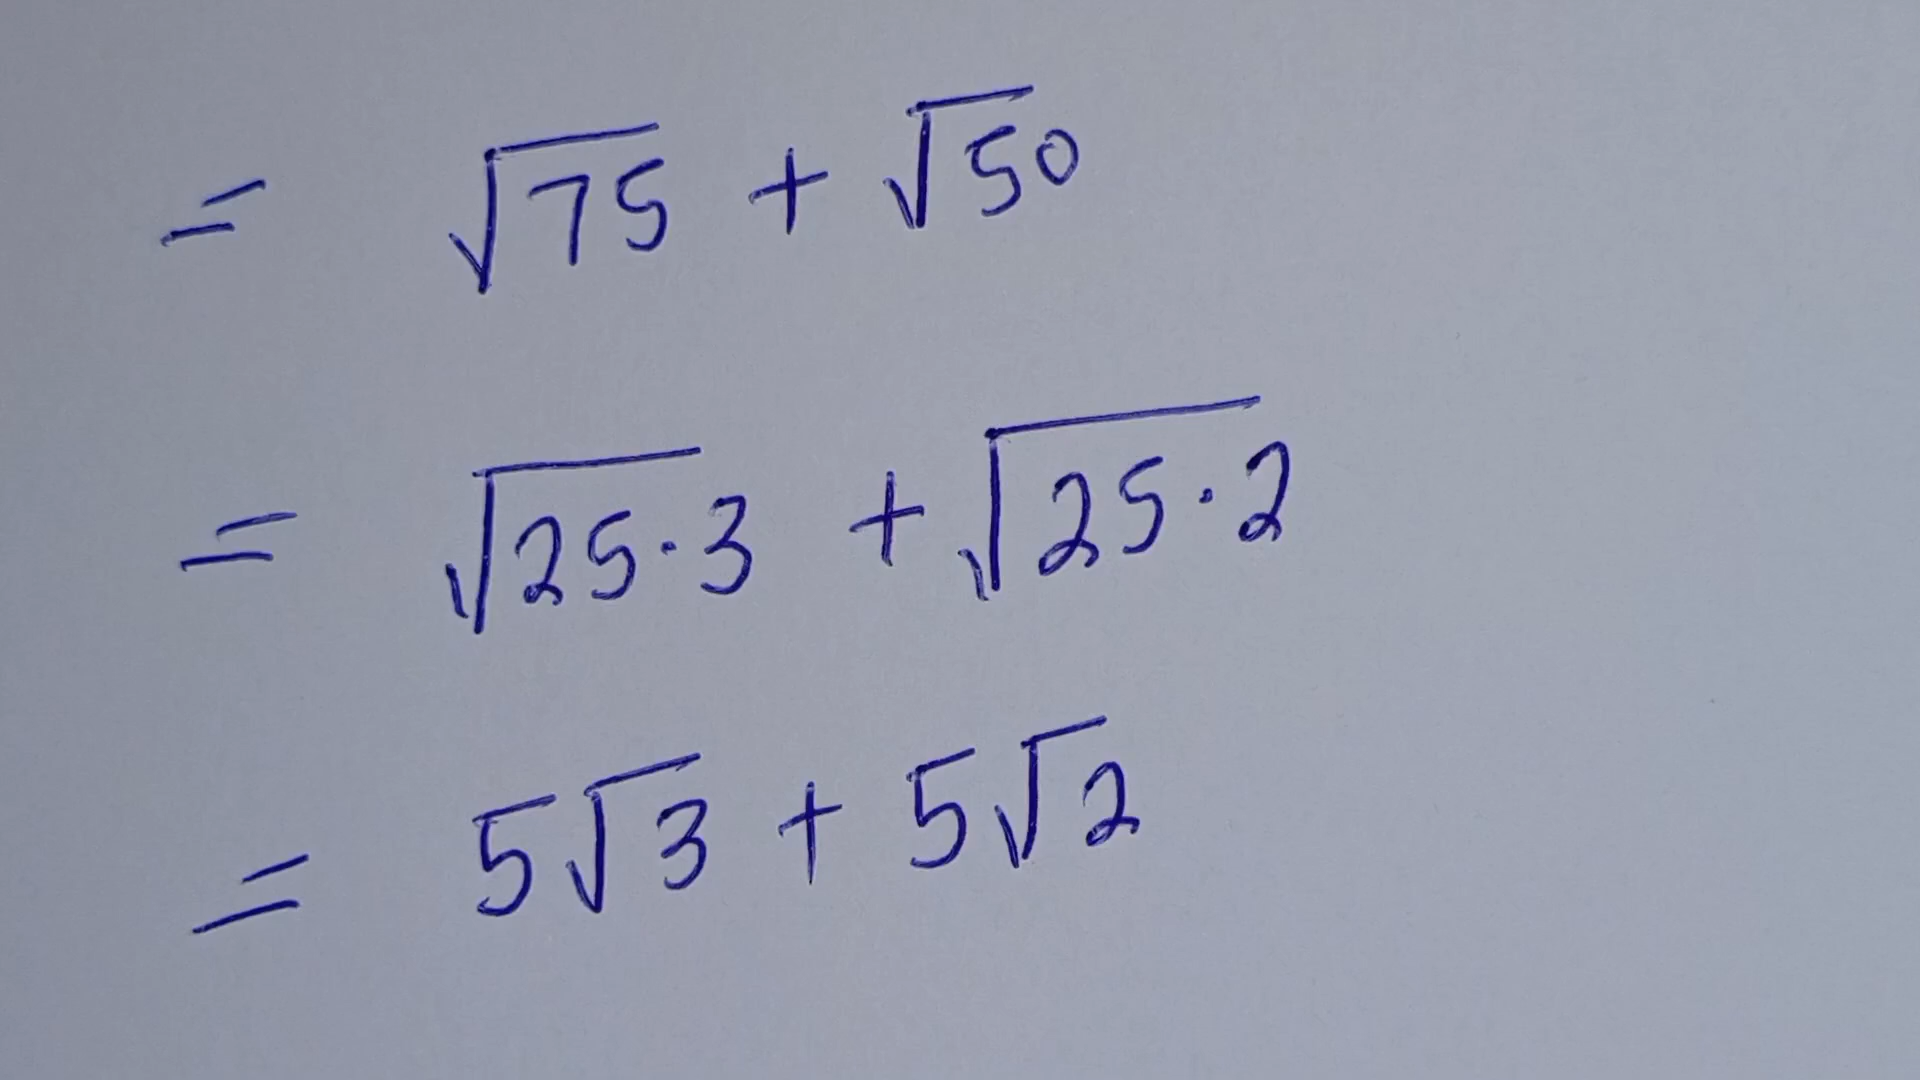 = √75 + √50
= √25·3 + √25·2
= 5√3 + 5√2